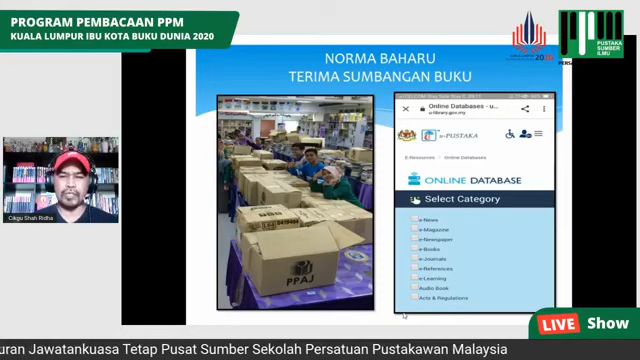 PROGRAM PEMBACAAN PPM
KUALA LUMPUR IBU KOTA BUKU DUNIA 2020
PUSTAKA
SUMBER
ILMU
NORMA BAHARU
TERIMA SUMBANGAN BUKU
Online Databases - u...
u-library.gov.my
u-PUSTAKA
E-Resources
Online Databases
ONLINE DATABASE
Select Category
e-News
e-Magazine
e-Newspaper
e-Books
e-Journals
e-References
e-Learning
Audio Book
Acts & Regulations
PPAJ
Cikgu Shah Ridha
LIVE Show
uran Jawatankuasa Tetap Pusat Sumber Sekolah Persatuan Pustakawan Malaysia